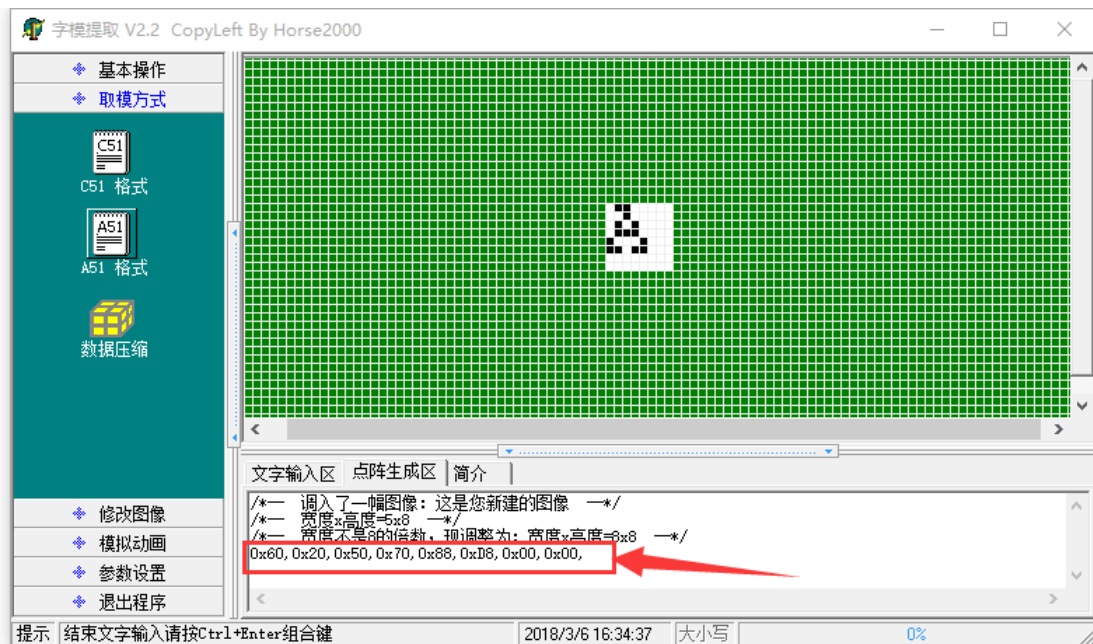 字模提取 V2.2 CopyLeft By Horse2000
基本操作
取模方式
C51
C51 格式
A51
A51 格式
数据压缩
修改图像
模拟动画
参数设置
退出程序
文字输入区 点阵生成区 简介
/*— 调入了一幅图像：这是您新建的图像 —*/
/*— 宽度x高度=5x8 —*/
/*— 宽度不是8的倍数，现调整为：宽度x高度=8x8 —*/
0x60,0x20,0x50,0x70,0x88,0xD8,0x00,0x00,
提示 结束文字输入请按Ctrl+Enter组合键 2018/3/6 16:34:37 大小写 0%